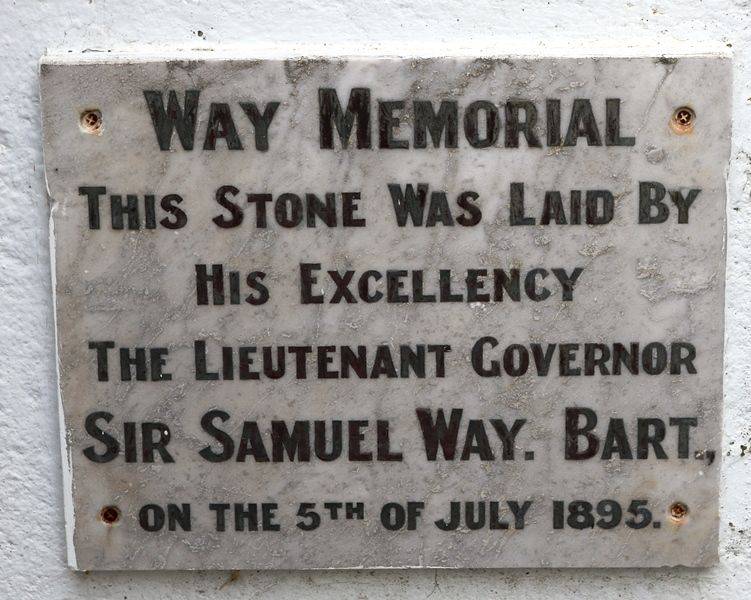 WAY MEMORIAL
THIS STONE WAS LAID BY
HIS EXCELLENCY
THE LIEUTENANT GOVERNOR
SIR SAMUEL WAY. BART,
ON THE 5TH OF JULY 1895.